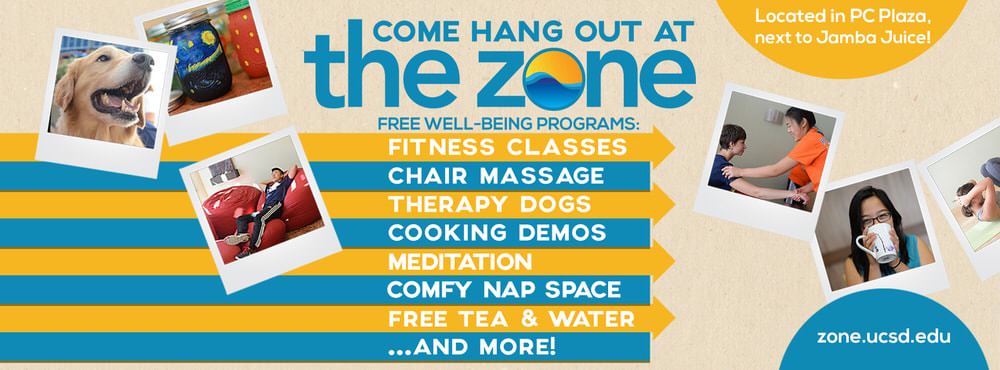 COME HANG OUT AT
the zone
FREE WELL-BEING PROGRAMS:
FITNESS CLASSES
CHAIR MASSAGE
THERAPY DOGS
COOKING DEMOS
MEDITATION
COMFY NAP SPACE
FREE TEA & WATER
...AND MORE!
Located in PC Plaza,
next to Jamba Juice!
zone.ucsd.edu